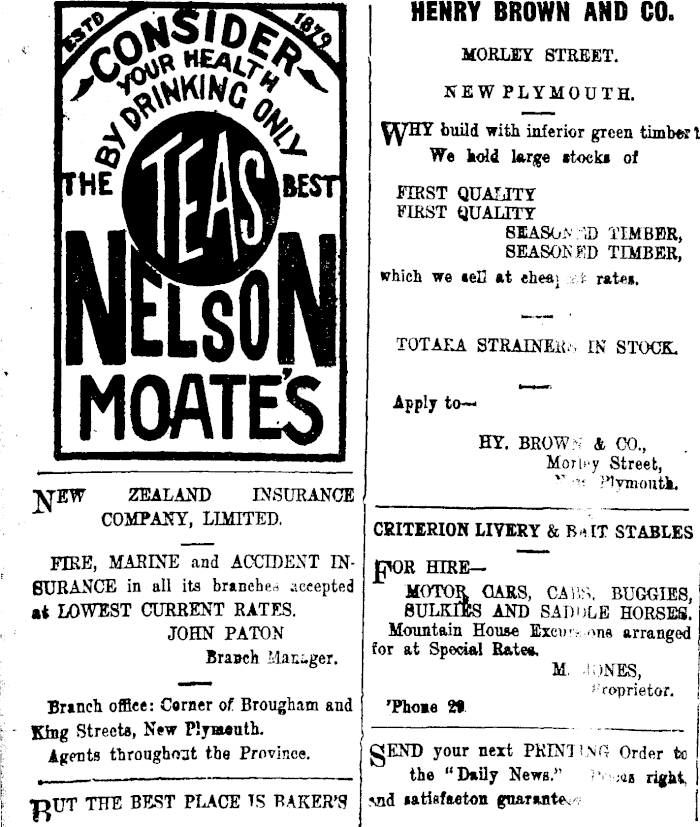 ESTD 1879
CONSIDER
YOUR HEALTH
BY DRINKING ONLY
THE TEAS BEST
NELSON
MOATE'S
NEW ZEALAND INSURANCE
COMPANY, LIMITED.
FIRE, MARINE and ACCIDENT IN-
SURANCE in all its branches accepted
at LOWEST CURRENT RATES.
JOHN PATON
Branch Manager.
Branch office: Corner of Brougham and
King Streets, New Plymouth.
Agents throughout the Province.
BUT THE BEST PLACE IS BAKER'S
HENRY BROWN AND CO.
MORLEY STREET.
NEW PLYMOUTH.
WHY build with inferior green timber?
We hold large stocks of
FIRST QUALITY
FIRST QUALITY
SEASONED TIMBER,
SEASONED TIMBER,
which we sell at cheapest rates.
TOTARA STRAINERS IN STOCK.
Apply to—
HY. BROWN & CO.,
Morley Street,
New Plymouth.
CRITERION LIVERY & BAIT STABLES
FOR HIRE—
MOTOR CARS, CABS, BUGGIES,
SULKIES AND SADDLE HORSES.
Mountain House Excursions arranged
for at Special Rates.
M. JONES,
Proprietor.
'Phone 29.
SEND your next PRINTING Order to
the "Daily News." Prices right,
and satisfaction guaranteed